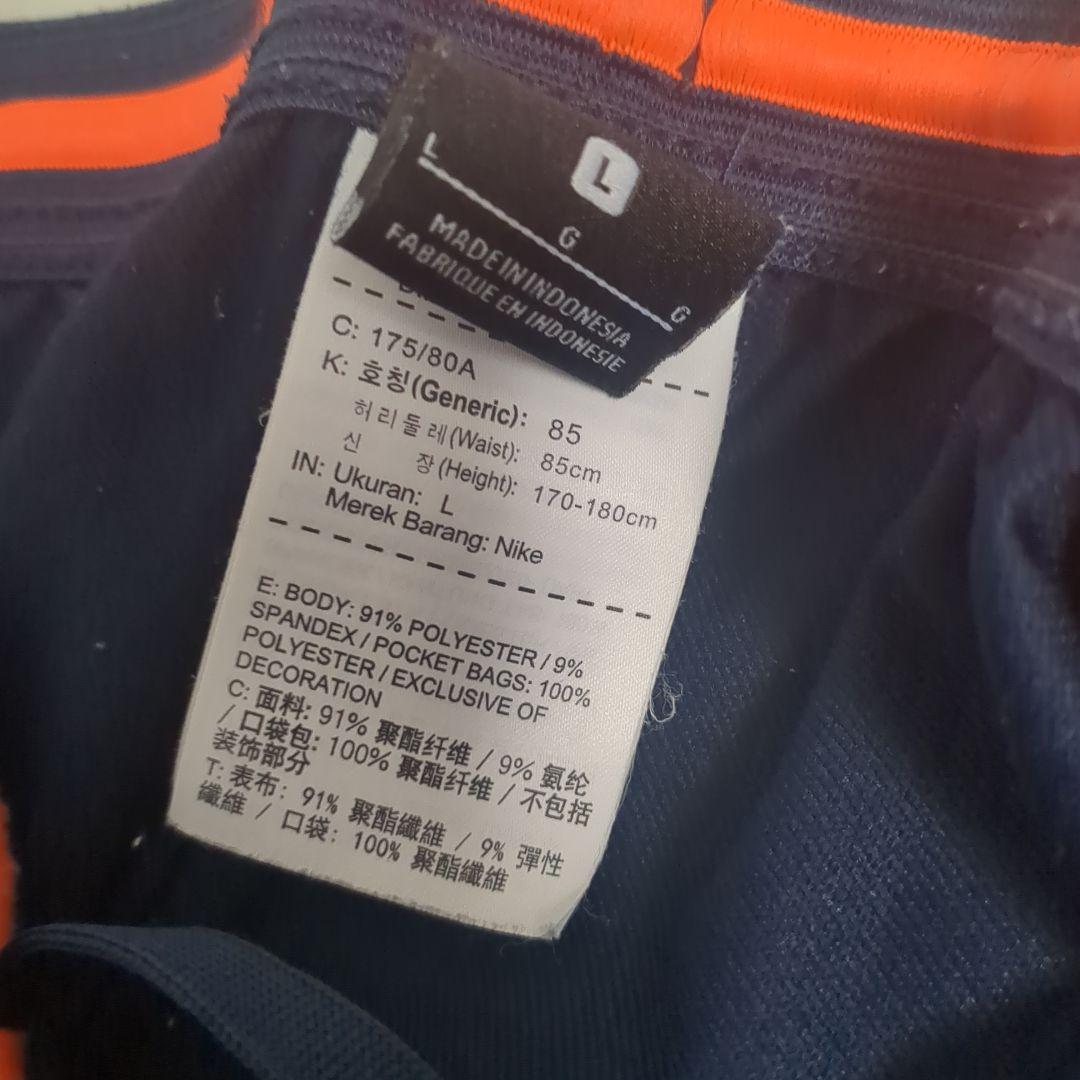 L
L
G
G
MADE IN INDONESIA
FABRIQUE EN INDONESIE
C: 175/80A
K: 호칭(Generic): 85
허리둘레(Waist): 85cm
신 장(Height): 170-180cm
IN: Ukuran: L
Merek Barang: Nike
E: BODY: 91% POLYESTER / 9%
SPANDEX / POCKET BAGS: 100%
POLYESTER / EXCLUSIVE OF
DECORATION
C: 面料: 91% 聚酯纤维 / 9% 氨纶
/ 口袋包: 100% 聚酯纤维 / 不包括
装饰部分
T: 表布: 91% 聚酯纖維 / 9% 彈性
纖維 / 口袋: 100% 聚酯纖維